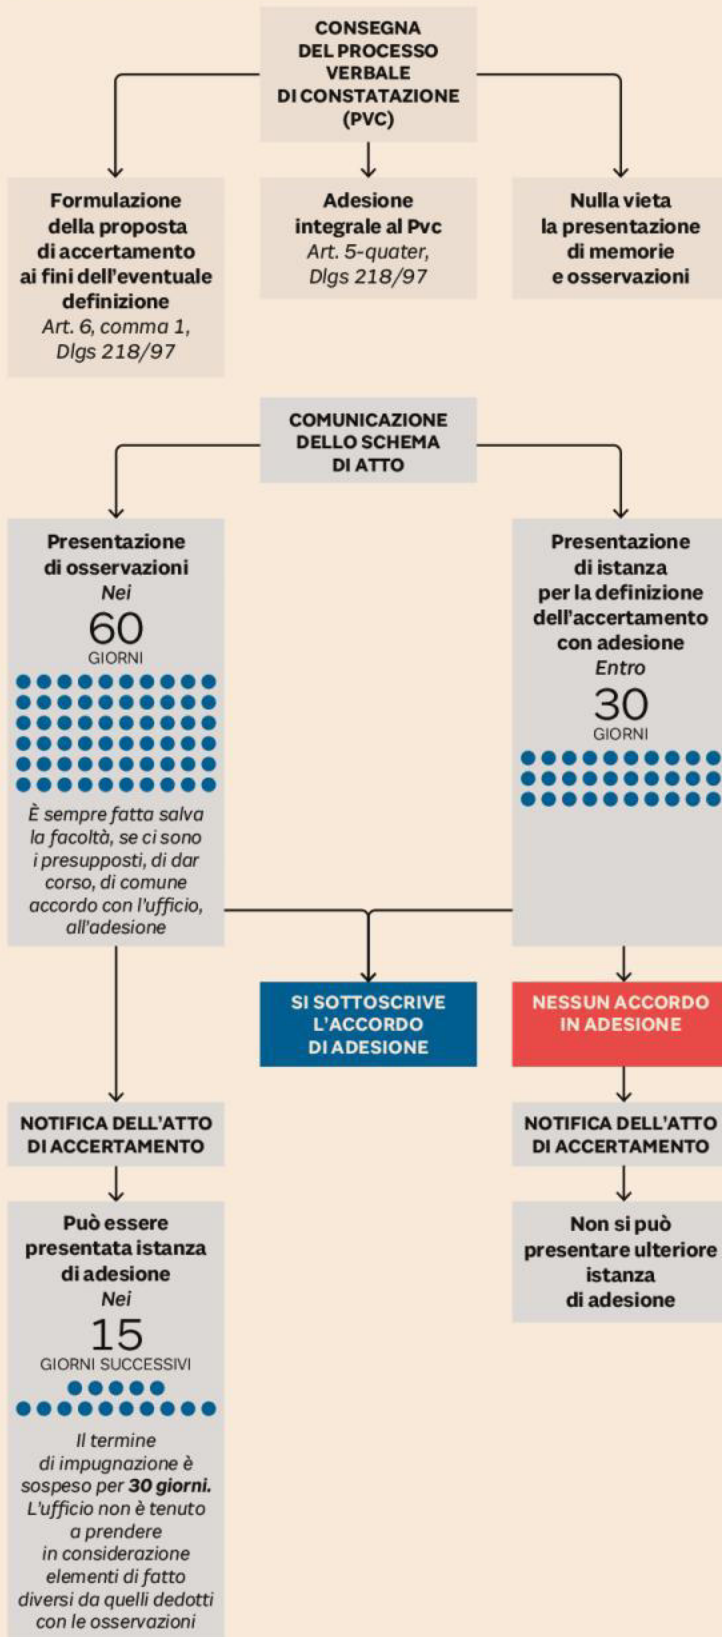 CONSEGNA
DEL PROCESSO
VERBALE
DI CONSTATAZIONE
(PVC)
Formulazione
della proposta
di accertamento
ai fini dell'eventuale
definizione
Art. 6, comma 1,
Dlgs 218/97
Adesione
integrale al Pvc
Art. 5-quater,
Dlgs 218/97
Nulla vieta
la presentazione
di memorie
e osservazioni
COMUNICAZIONE
DELLO SCHEMA
DI ATTO
Presentazione
di osservazioni
Nei
60
GIORNI
È sempre fatta salva
la facoltà, se ci sono
i presupposti, di dar
corso, di comune
accordo con l'ufficio,
all'adesione
Presentazione
di istanza
per la definizione
dell'accertamento
con adesione
Entro
30
GIORNI
SI SOTTOSCRIVE
L'ACCORDO
DI ADESIONE
NESSUN ACCORDO
IN ADESIONE
NOTIFICA DELL'ATTO
DI ACCERTAMENTO
Può essere
presentata istanza
di adesione
Nei
15
GIORNI SUCCESSIVI
Il termine
di impugnazione è
sospeso per 30 giorni.
L'ufficio non è tenuto
a prendere
in considerazione
elementi di fatto
diversi da quelli dedotti
con le osservazioni
NOTIFICA DELL'ATTO
DI ACCERTAMENTO
Non si può
presentare ulteriore
istanza
di adesione